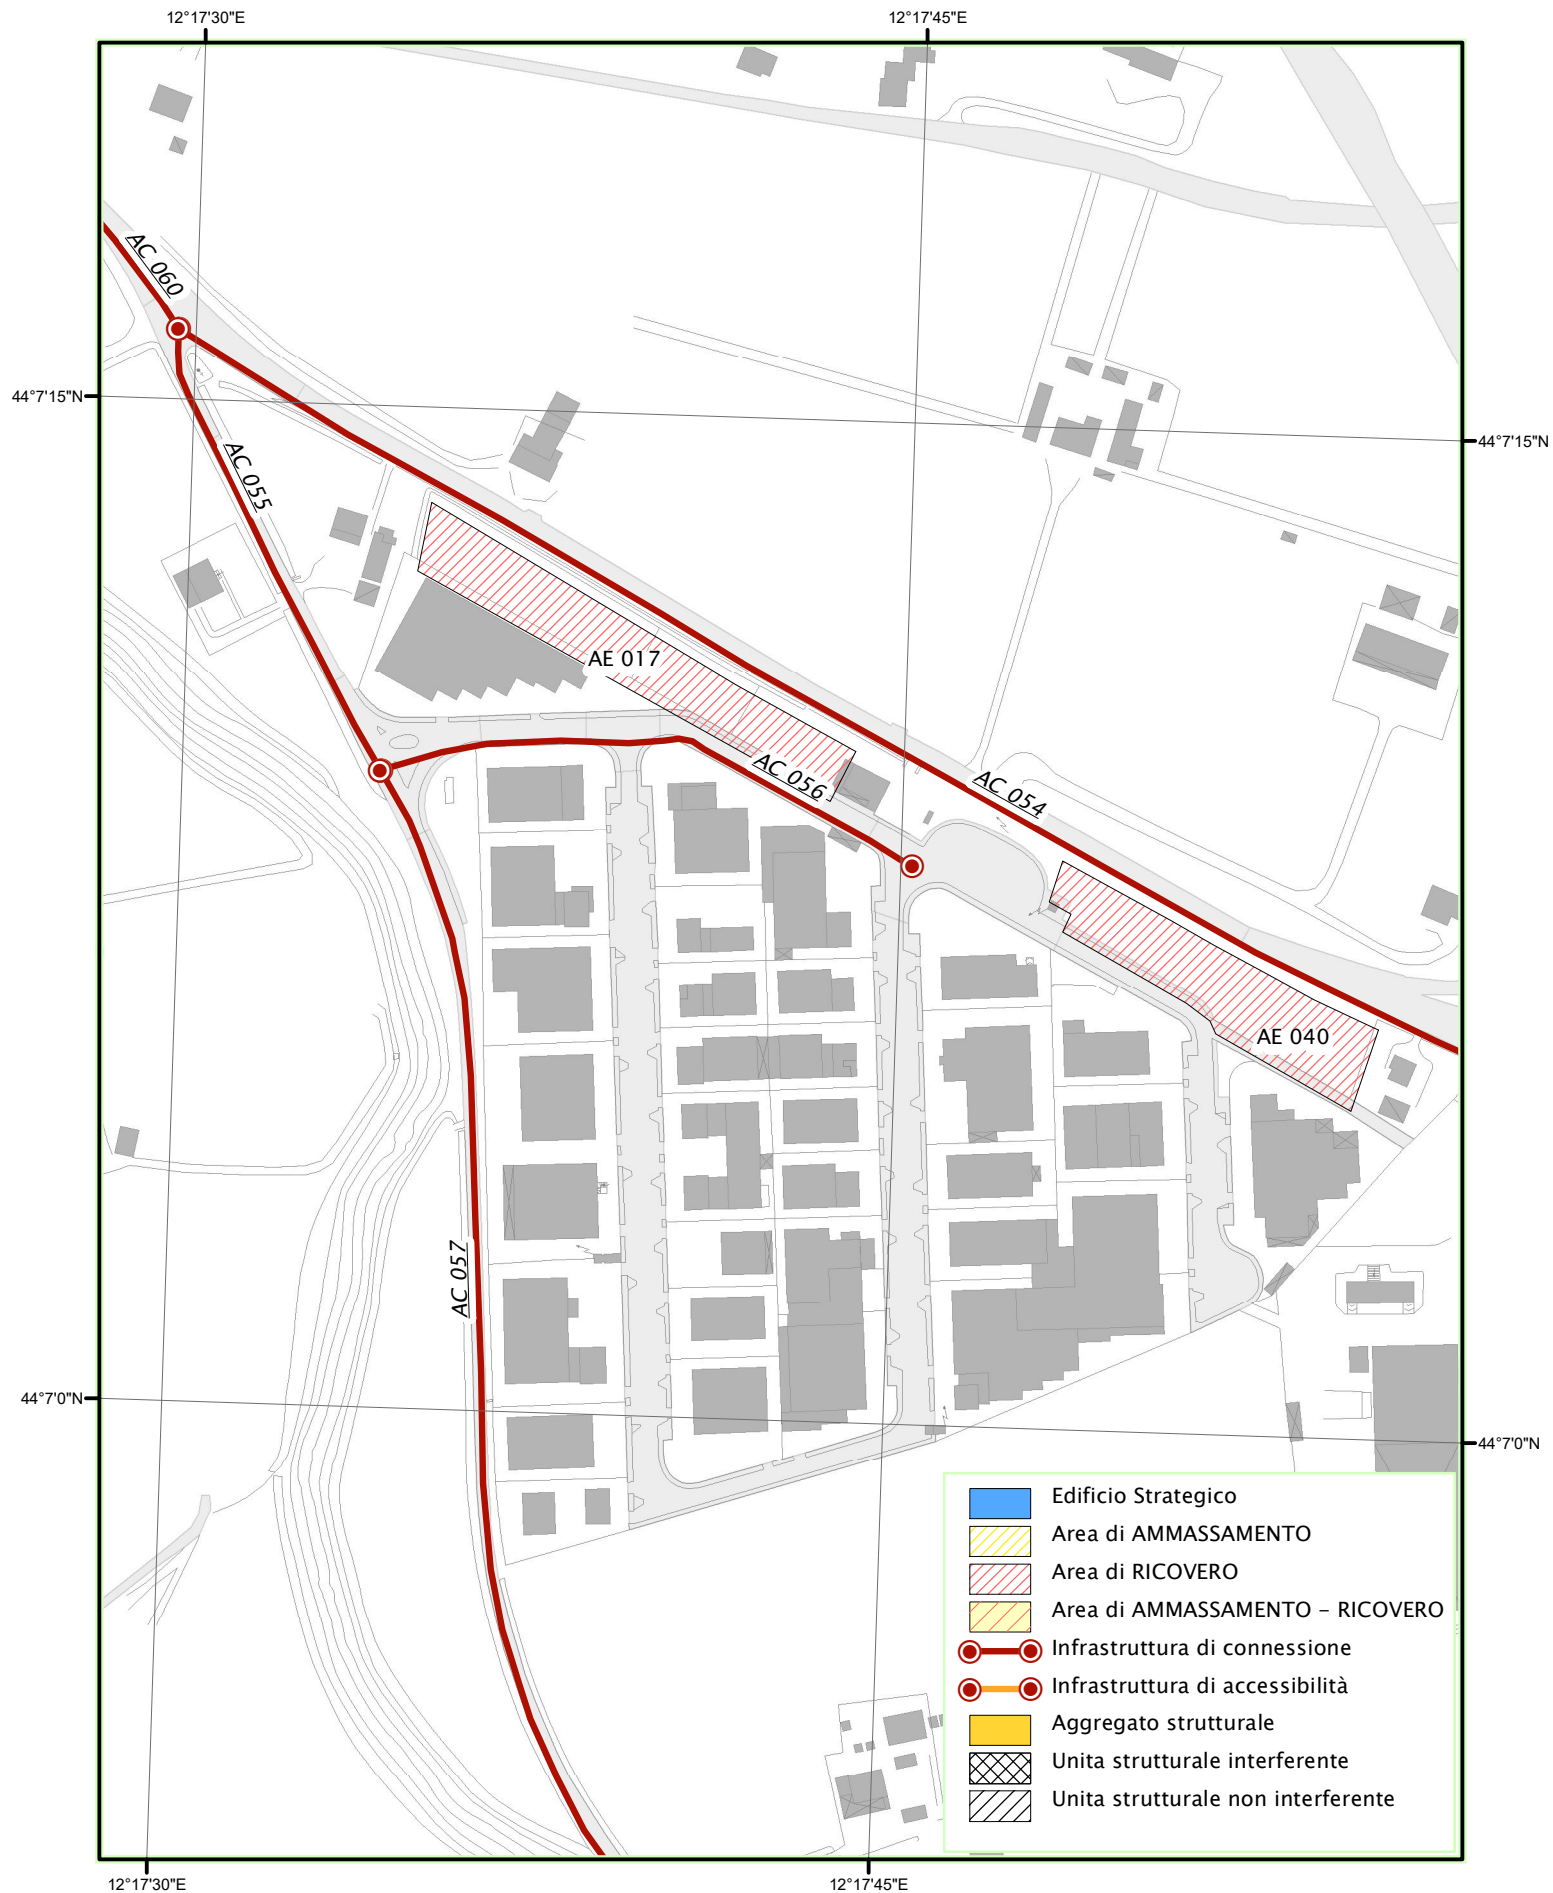 12°17'30"E
12°17'45"E
AC 060
44°7'15"N
44°7'15"N
AC 055
AE 017
AC 056
AC 054
AE 040
AC 057
44°7'0"N
44°7'0"N
Edificio Strategico
Area di AMMASSAMENTO
Area di RICOVERO
Area di AMMASSAMENTO - RICOVERO
Infrastruttura di connessione
Infrastruttura di accessibilità
Aggregato strutturale
Unita strutturale interferente
Unita strutturale non interferente
12°17'30"E
12°17'45"E